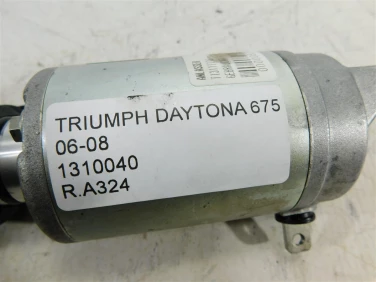 TRIUMPH DAYTONA 675
06-08
1310040
R.A324